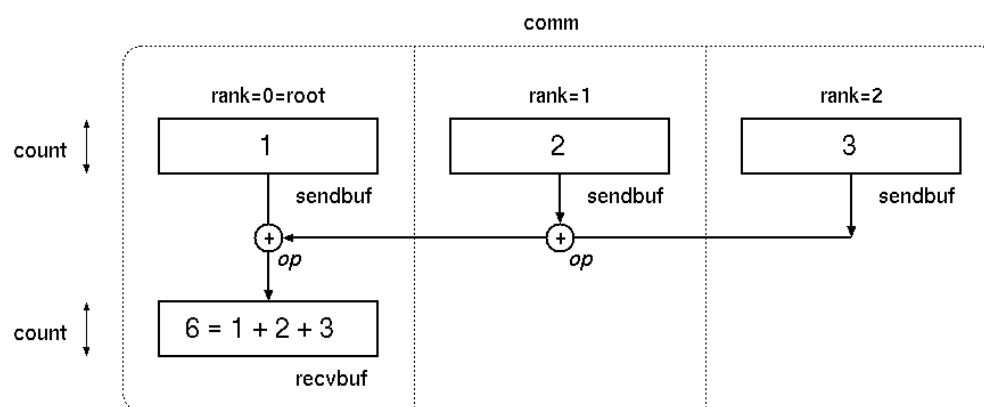 comm
rank=0=root
rank=1
rank=2
count
1
2
3
sendbuf
sendbuf
sendbuf
+
+
op
op
count
6 = 1 + 2 + 3
recvbuf